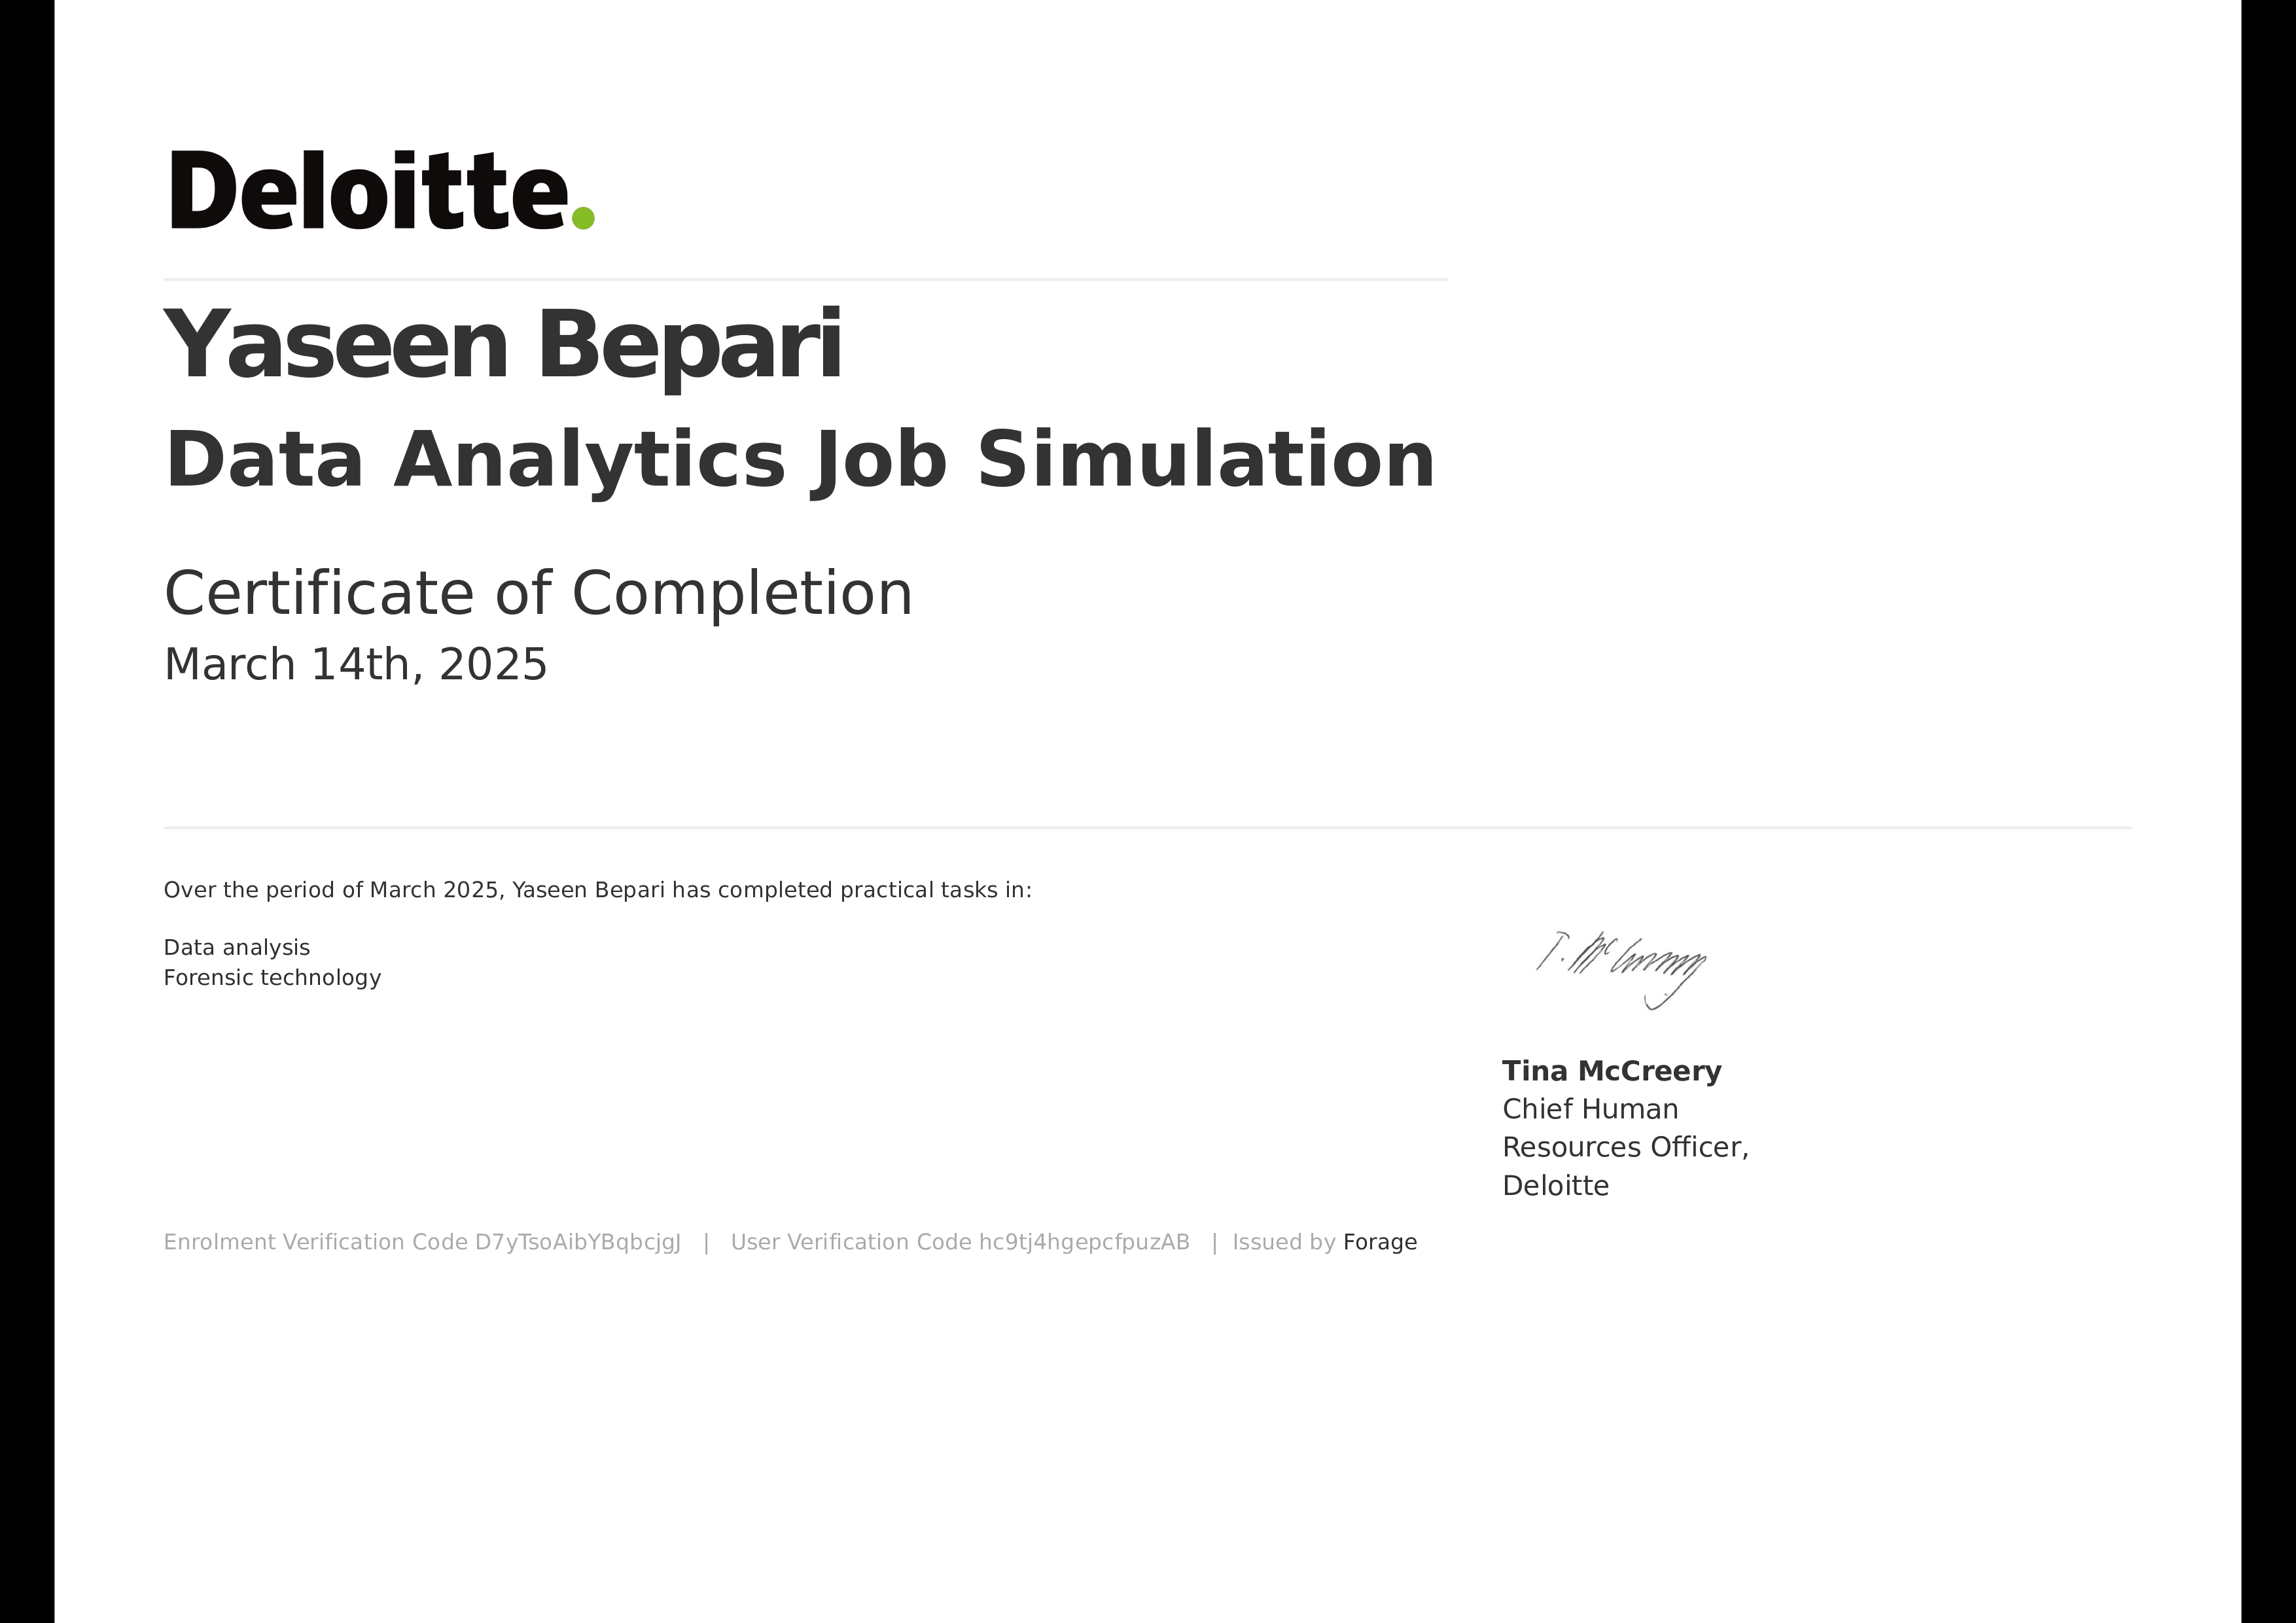 Deloitte.
Yaseen Bepari
Data Analytics Job Simulation
Certificate of Completion
March 14th, 2025
Over the period of March 2025, Yaseen Bepari has completed practical tasks in:
Data analysis
Forensic technology
T. McCreery
Tina McCreery
Chief Human
Resources Officer,
Deloitte
Enrolment Verification Code D7yTsoAibYBqbcjgJ | User Verification Code hc9tj4hgepcfpuzAB | Issued by Forage